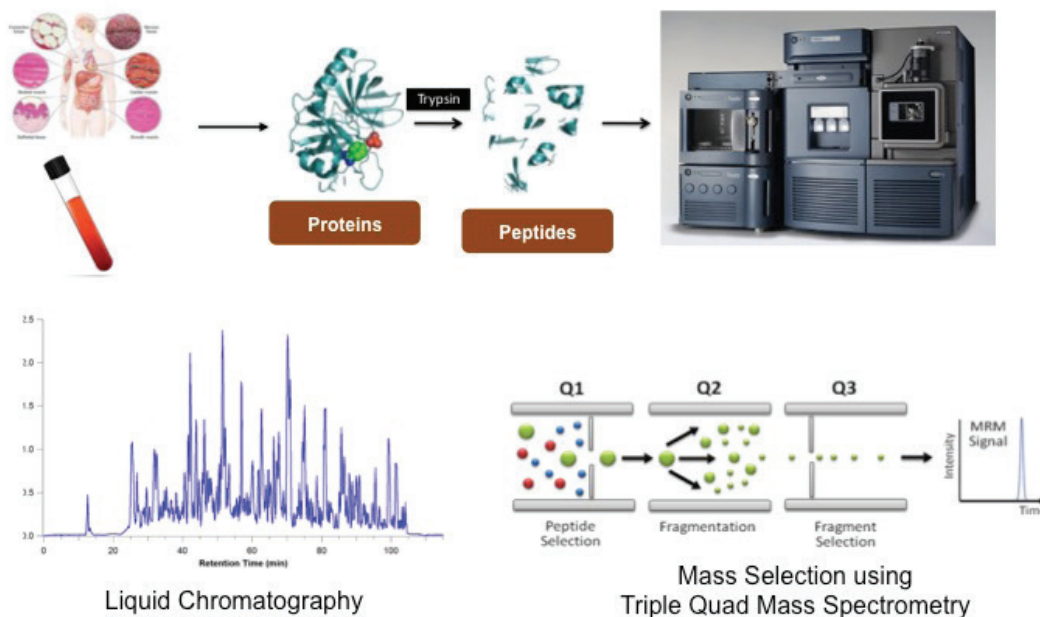 Trypsin
Proteins
Peptides
2.5
2.0
1.5
1.0
0.5
0.0
0
20
40
60
80
100
Retention Time (min)
Liquid Chromatography
Q1
Q2
Q3
Peptide
Selection
Fragmentation
Fragment
Selection
MRM
Signal
Intensity
Time
Mass Selection using
Triple Quad Mass Spectrometry